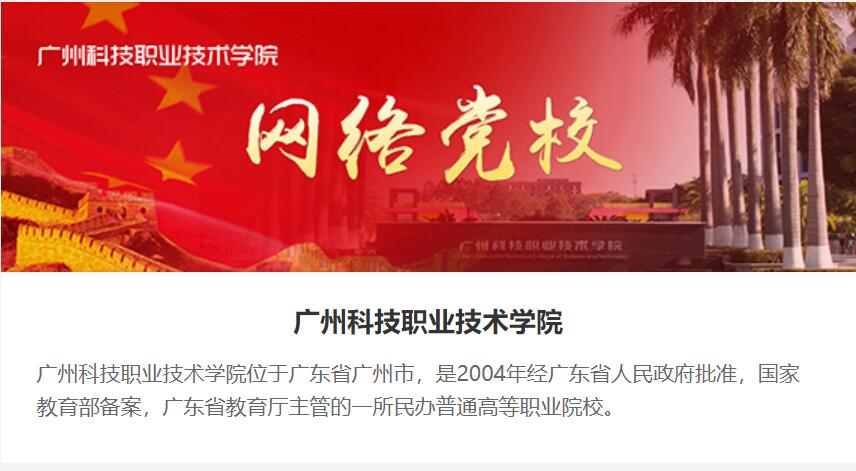 广州科技职业技术学院
网络党校
广州科技职业技术学院
广州科技职业技术学院
广州科技职业技术学院位于广东省广州市，是2004年经广东省人民政府批准，国家
教育部备案，广东省教育厅主管的一所民办普通高等职业院校。